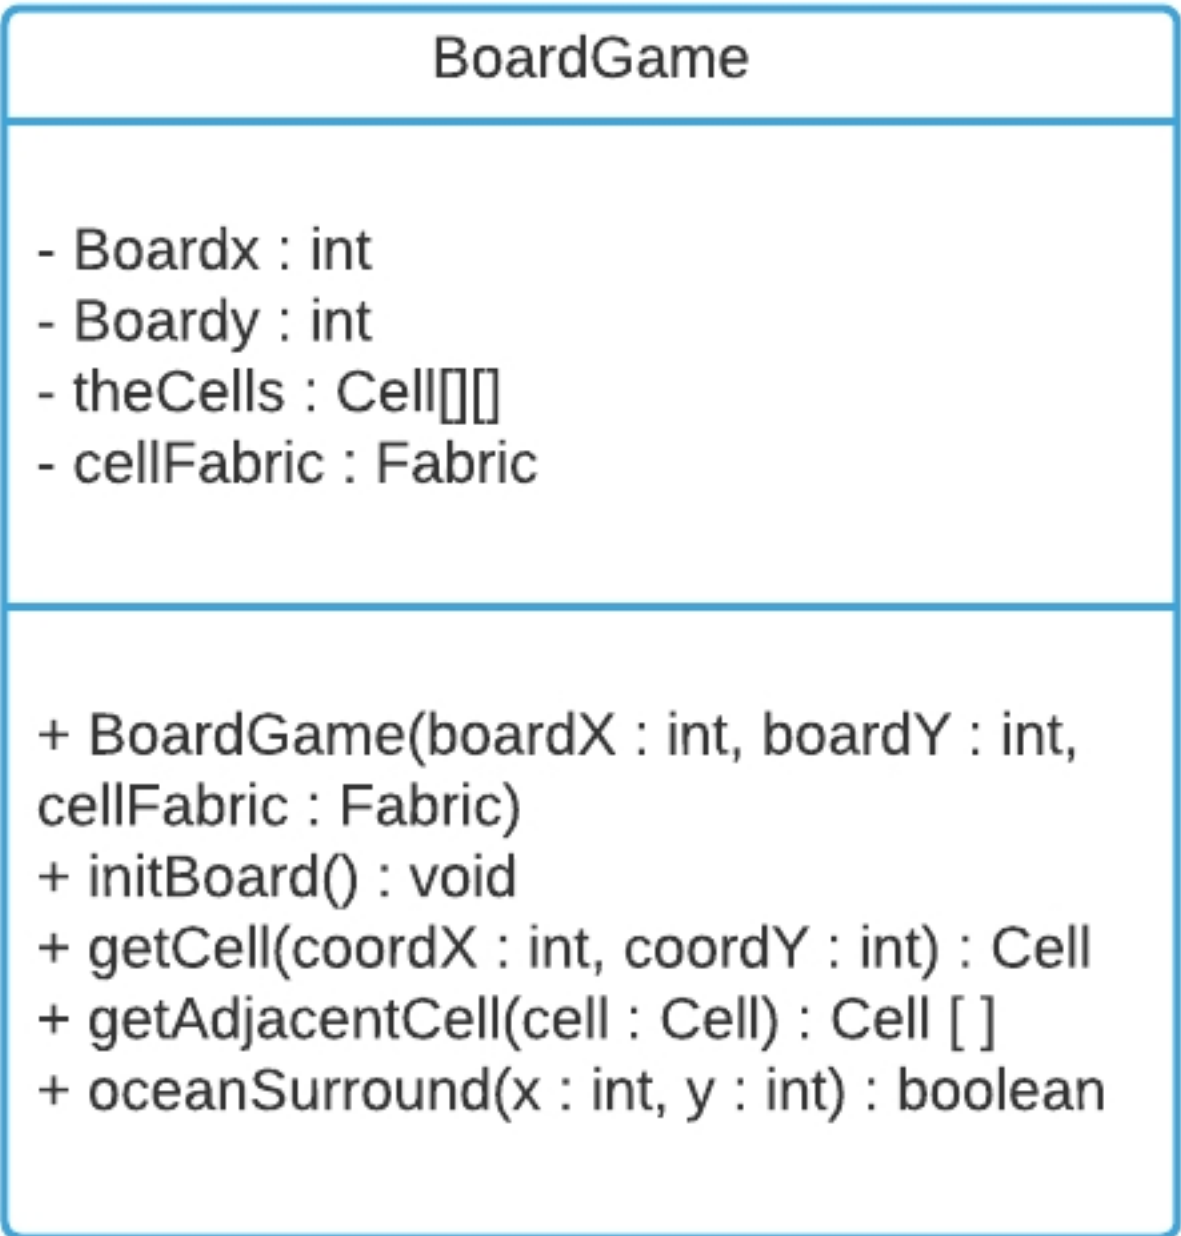 BoardGame
- Boardx : int
- Boardy : int
- theCells : Cell[][]
- cellFabric : Fabric
+ BoardGame(boardX : int, boardY : int,
cellFabric : Fabric)
+ initBoard() : void
+ getCell(coordX : int, coordY : int) : Cell
+ getAdjacentCell(cell : Cell) : Cell [ ]
+ oceanSurround(x : int, y : int) : boolean